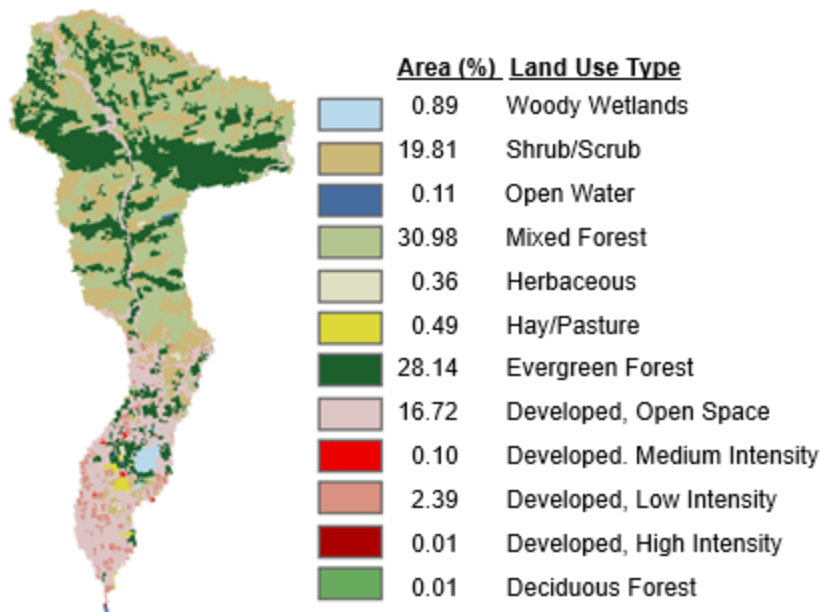 Area (%) Land Use Type
0.89 Woody Wetlands
19.81 Shrub/Scrub
0.11 Open Water
30.98 Mixed Forest
0.36 Herbaceous
0.49 Hay/Pasture
28.14 Evergreen Forest
16.72 Developed, Open Space
0.10 Developed. Medium Intensity
2.39 Developed, Low Intensity
0.01 Developed, High Intensity
0.01 Deciduous Forest